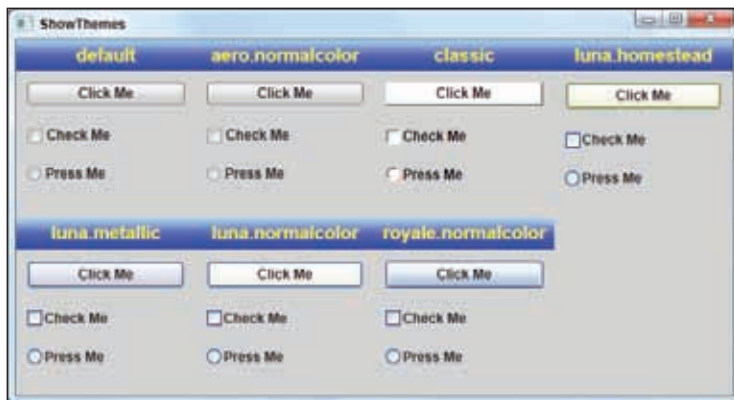 ShowThemes
default aero.normalcolor classic luna.homestead
Click Me Click Me Click Me Click Me
Check Me Check Me Check Me Check Me
Press Me Press Me Press Me Press Me
luna.metallic luna.normalcolor royale.normalcolor
Click Me Click Me Click Me
Check Me Check Me Check Me
Press Me Press Me Press Me